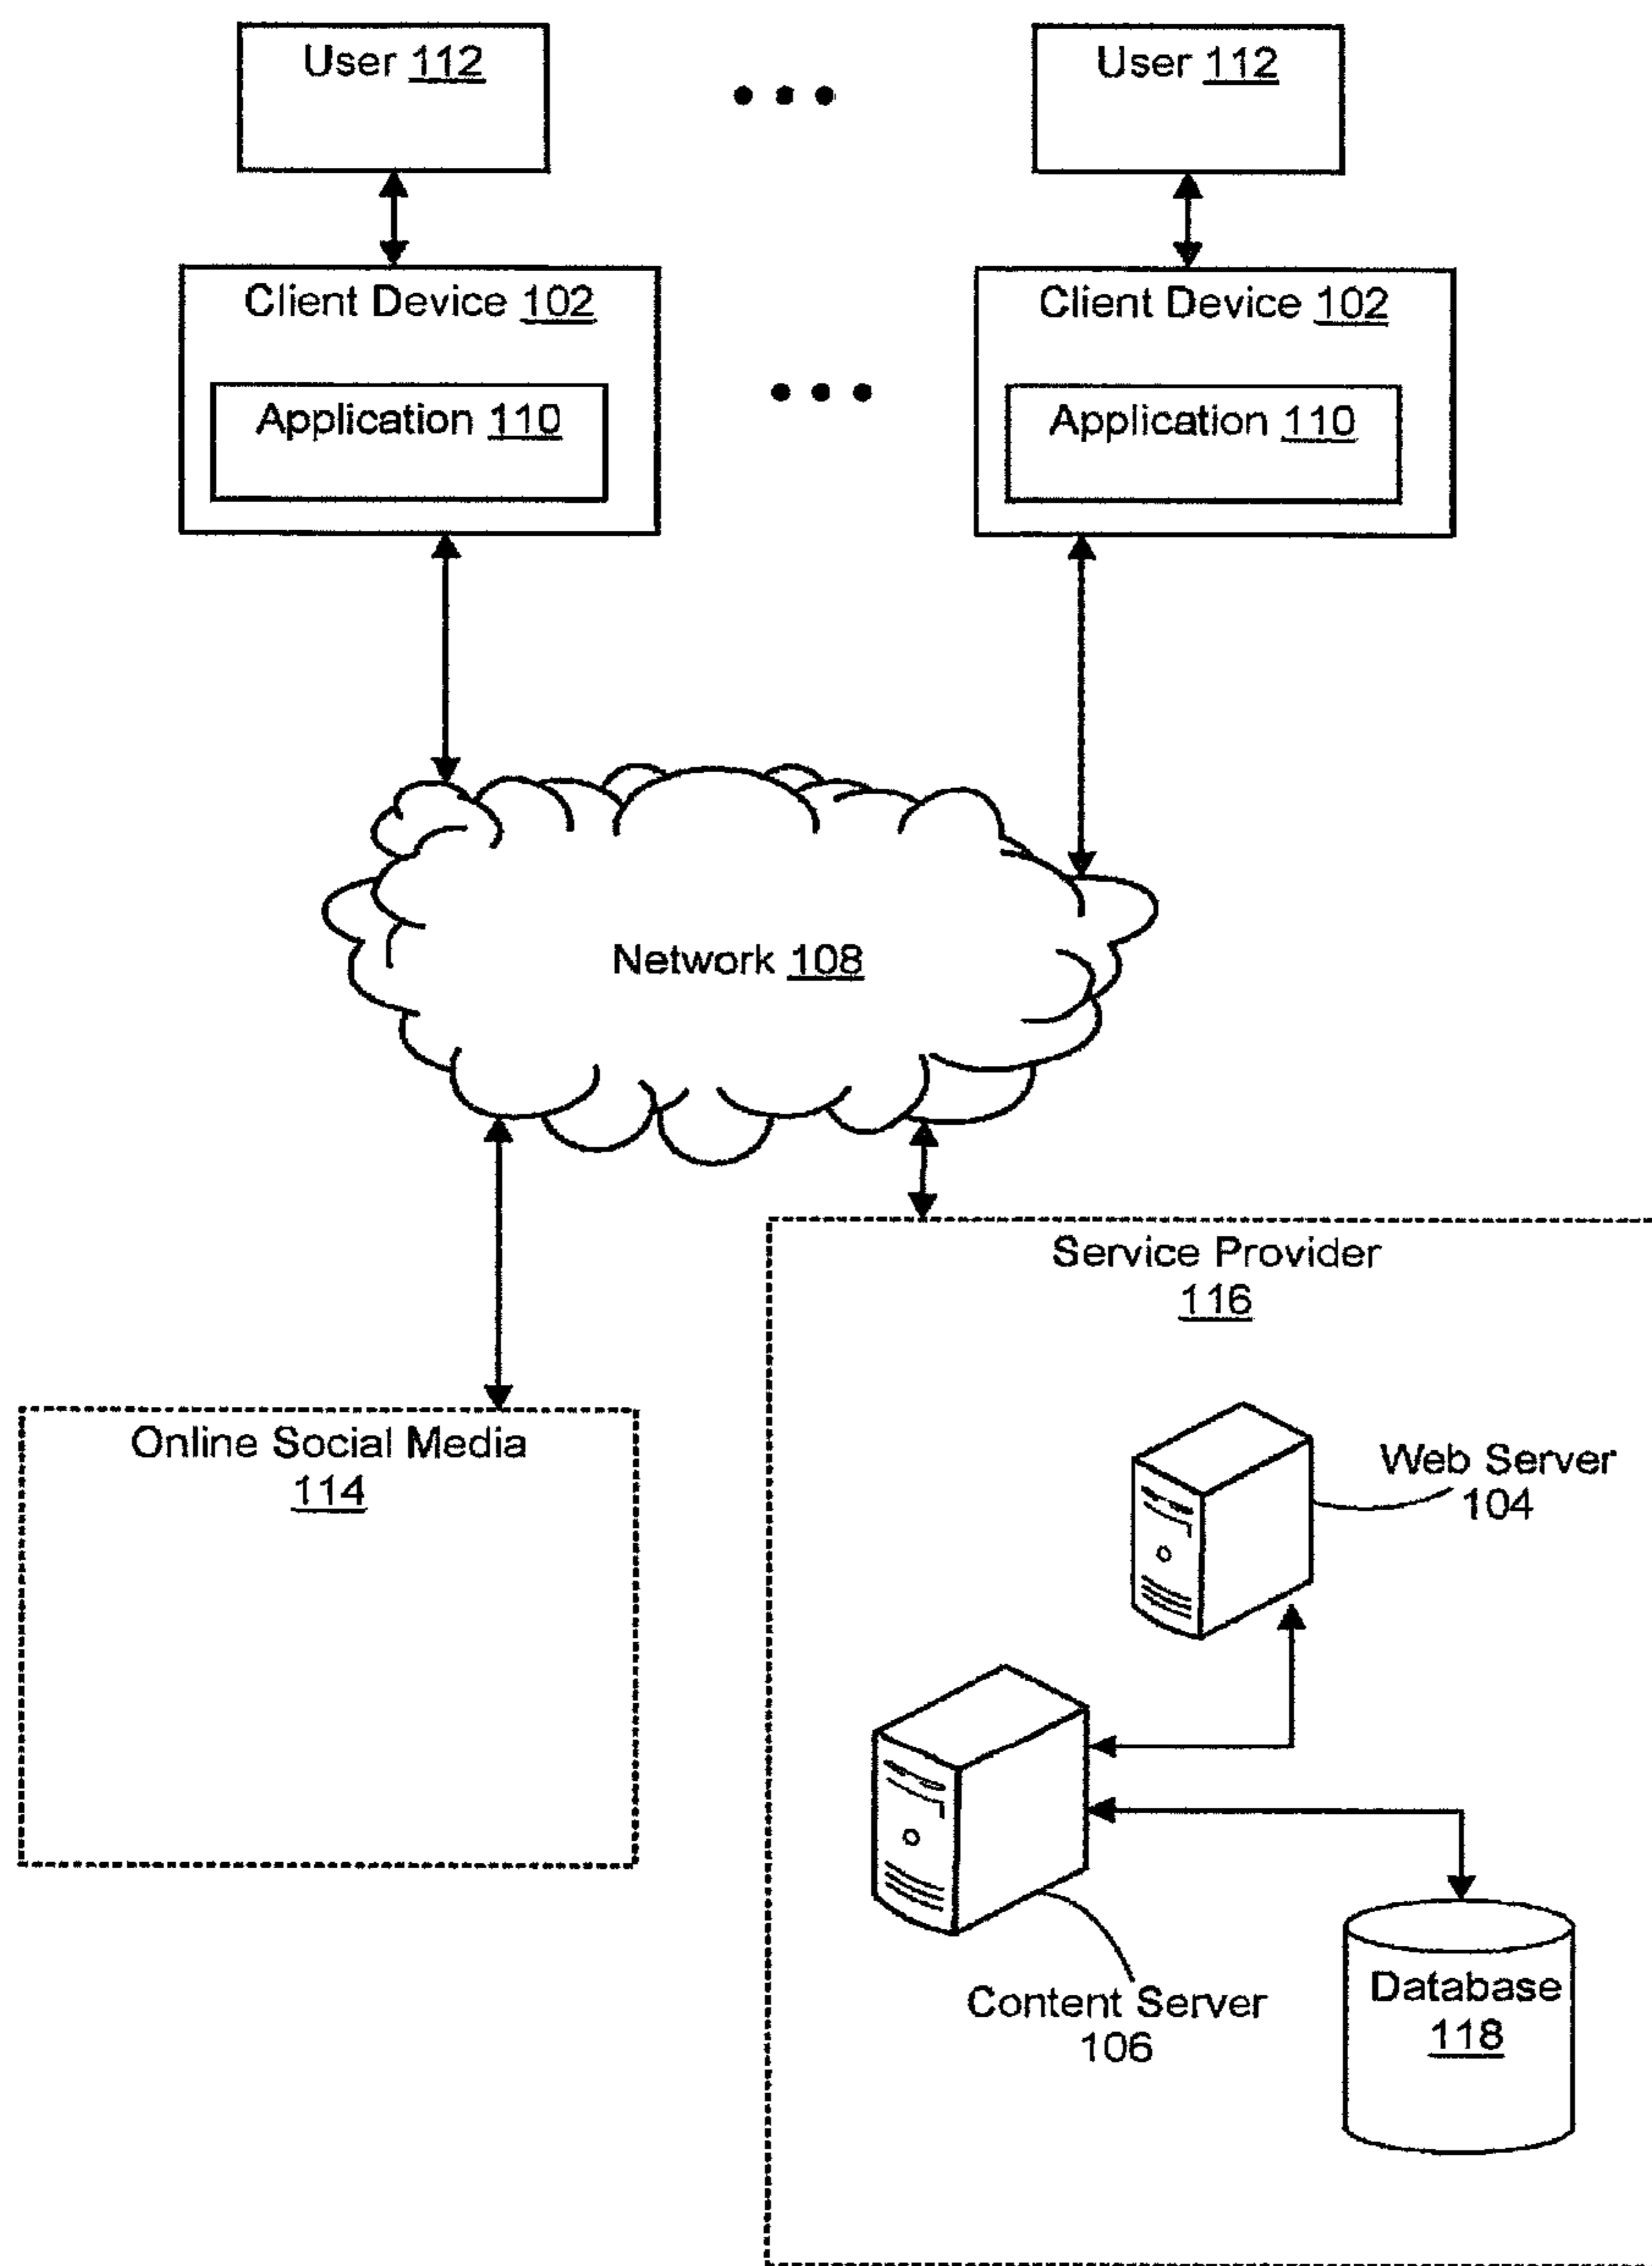 User 112
User 112
Client Device 102
Client Device 102
Application 110
Application 110
Network 108
Service Provider
116
Online Social Media
114
Web Server
104
Content Server
106
Database
118